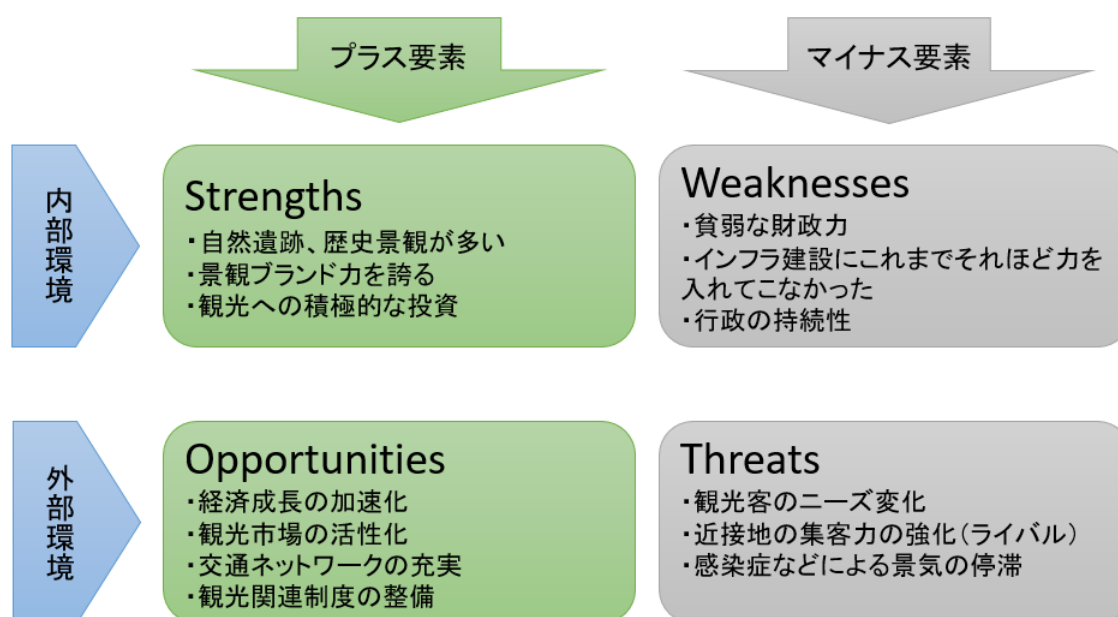 プラス要素
マイナス要素
内部環境
Strengths
・自然遺跡、歴史景観が多い
・景観ブランド力を誇る
・観光への積極的な投資
Weaknesses
・貧弱な財政力
・インフラ建設にこれまでそれほど力を
入れてこなかった
・行政の持続性
外部環境
Opportunities
・経済成長の加速化
・観光市場の活性化
・交通ネットワークの充実
・観光関連制度の整備
Threats
・観光客のニーズ変化
・近接地の集客力の強化(ライバル)
・感染症などによる景気の停滞